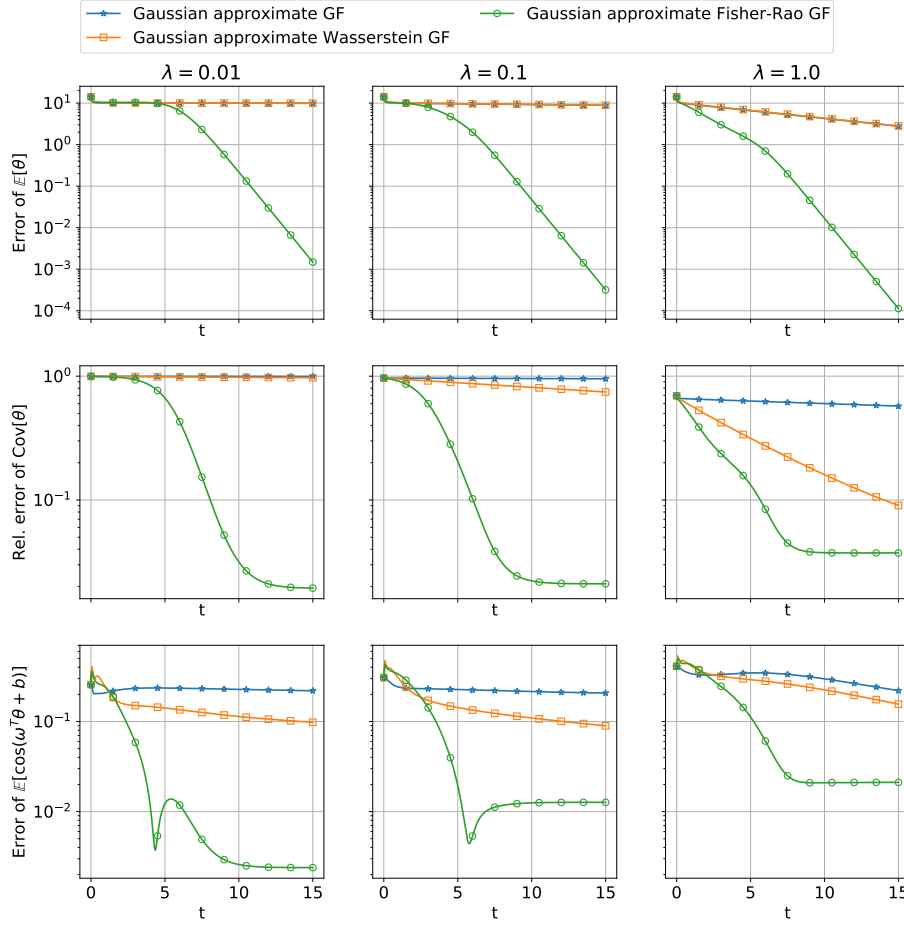 Gaussian approximate GF
Gaussian approximate Wasserstein GF
Gaussian approximate Fisher-Rao GF
λ = 0.01
λ = 0.1
λ = 1.0
Error of 𝔼[θ]
10¹
10⁰
10⁻¹
10⁻²
10⁻³
10⁻⁴
t
t
t
Rel. error of Cov[θ]
10⁰
10⁻¹
t
t
t
Error of 𝔼[cos(ωᵀθ + b)]
10⁻¹
10⁻²
0 5 10 15
0 5 10 15
0 5 10 15
t
t
t